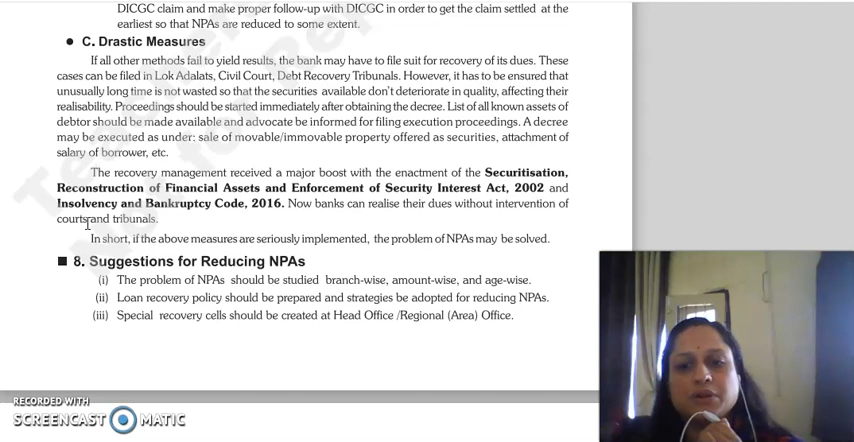 DICGC claim and make proper follow-up with DICGC in order to get the claim settled at the
earliest so that NPAs are reduced to some extent.
● C. Drastic Measures
If all other methods fail to yield results, the bank may have to file suit for recovery of its dues. These
cases can be filed in Lok Adalats, Civil Court, Debt Recovery Tribunals. However, it has to be ensured that
unusually long time is not wasted so that the securities available don't deteriorate in quality, affecting their
realisability. Proceedings should be started immediately after obtaining the decree. List of all known assets of
debtor should be made available and advocate be informed for filing execution proceedings. A decree
may be executed as under: sale of movable/immovable property offered as securities, attachment of
salary of borrower, etc.
The recovery management received a major boost with the enactment of the Securitisation,
Reconstruction of Financial Assets and Enforcement of Security Interest Act, 2002 and
Insolvency and Bankruptcy Code, 2016. Now banks can realise their dues without intervention of
courts and tribunals.
In short, if the above measures are seriously implemented, the problem of NPAs may be solved.
■ 8. Suggestions for Reducing NPAs
(i) The problem of NPAs should be studied branch-wise, amount-wise, and age-wise.
(ii) Loan recovery policy should be prepared and strategies be adopted for reducing NPAs.
(iii) Special recovery cells should be created at Head Office /Regional (Area) Office.
RECORDED WITH
SCREENCAST MATIC